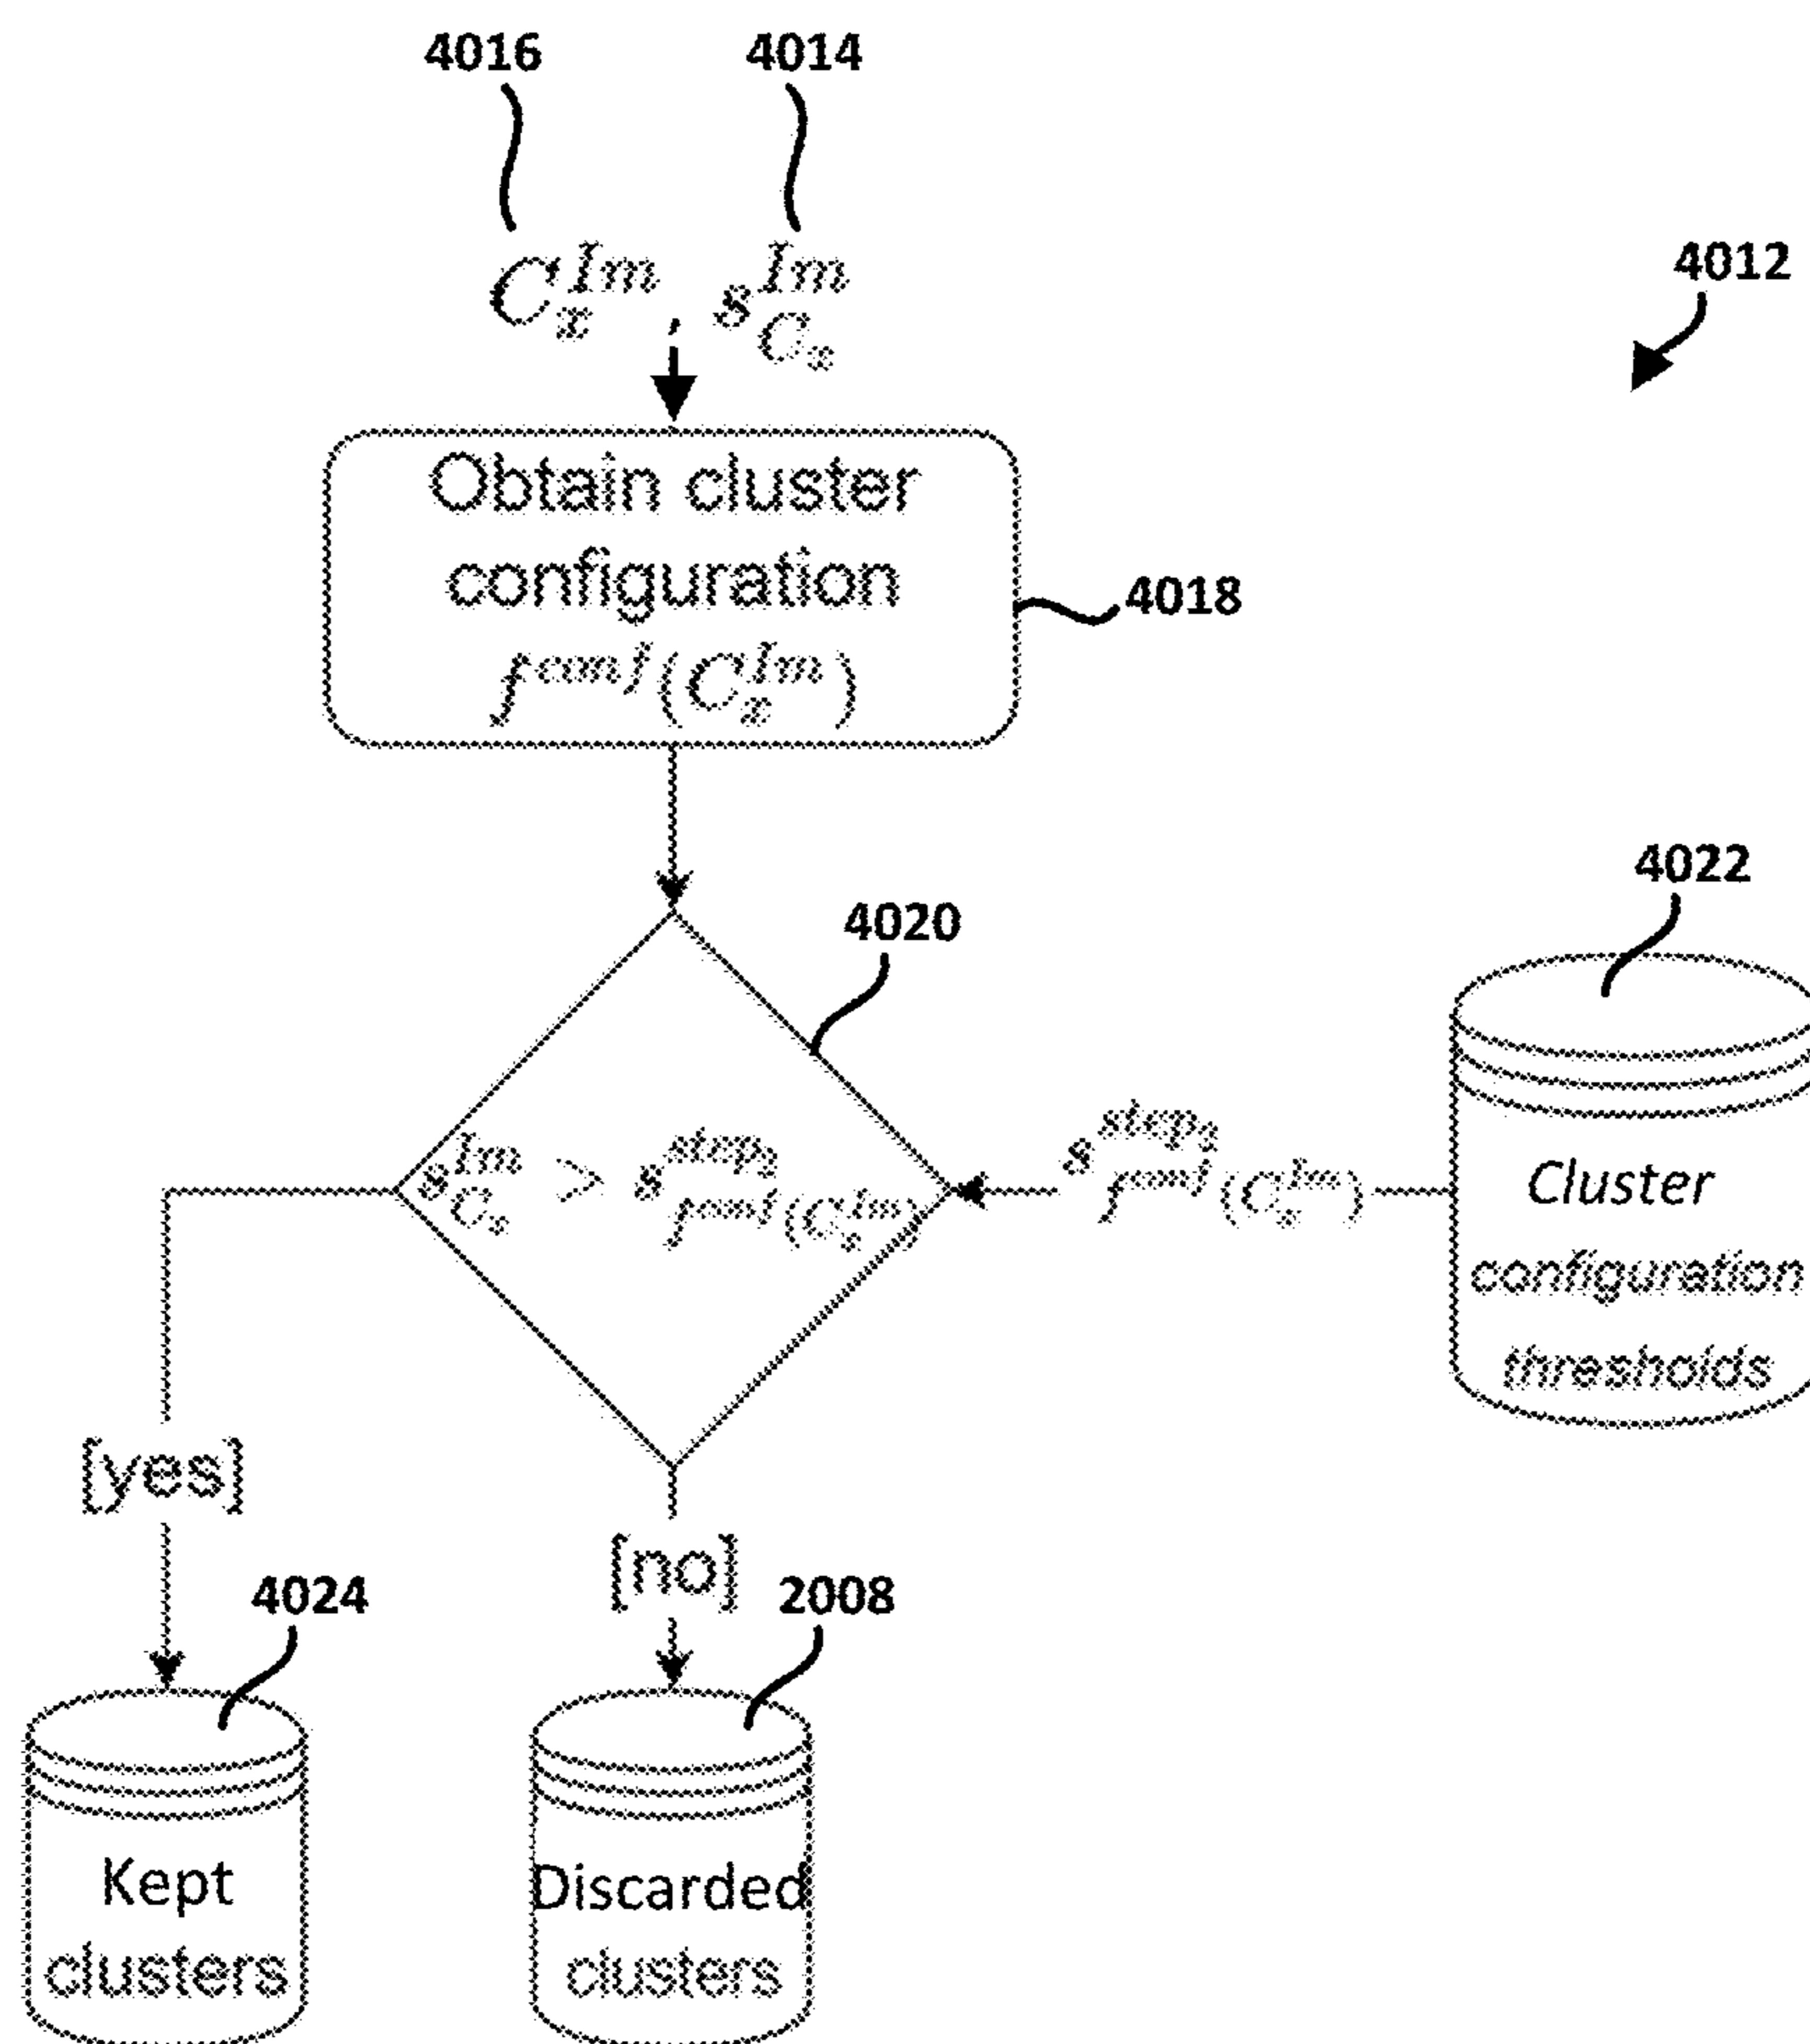 4016 4014
C_x^{Im}, s_{C_x}^{Im}
4012
Obtain cluster
configuration
f^{conf}(C_x^{Im})
4018
4022
4020
s_{C_x}^{Im} > s_{f^{conf}(C_x^{Im})}^{step_2}
s_{f^{conf}(C_x^{Im})}^{step_2}
Cluster
configuration
thresholds
[yes]
[no]
4024
2008
Kept
clusters
Discarded
clusters